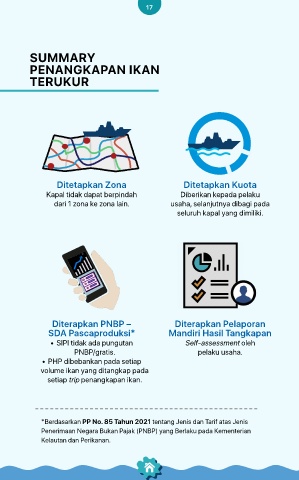 17
SUMMARY
PENANGKAPAN IKAN
TERUKUR
Ditetapkan Zona
Kapal tidak dapat berpindah
dari 1 zona ke zona lain.
Ditetapkan Kuota
Diberikan kepada pelaku
usaha, selanjutnya dibagi pada
seluruh kapal yang dimiliki.
Diterapkan PNBP –
SDA Pascaproduksi*
• SIPI tidak ada pungutan
PNBP/gratis.
• PHP dibebankan pada setiap
volume ikan yang ditangkap pada
setiap trip penangkapan ikan.
Diterapkan Pelaporan
Mandiri Hasil Tangkapan
Self-assessment oleh
pelaku usaha.
*Berdasarkan PP No. 85 Tahun 2021 tentang Jenis dan Tarif atas Jenis
Penerimaan Negara Bukan Pajak (PNBP) yang Berlaku pada Kementerian
Kelautan dan Perikanan.